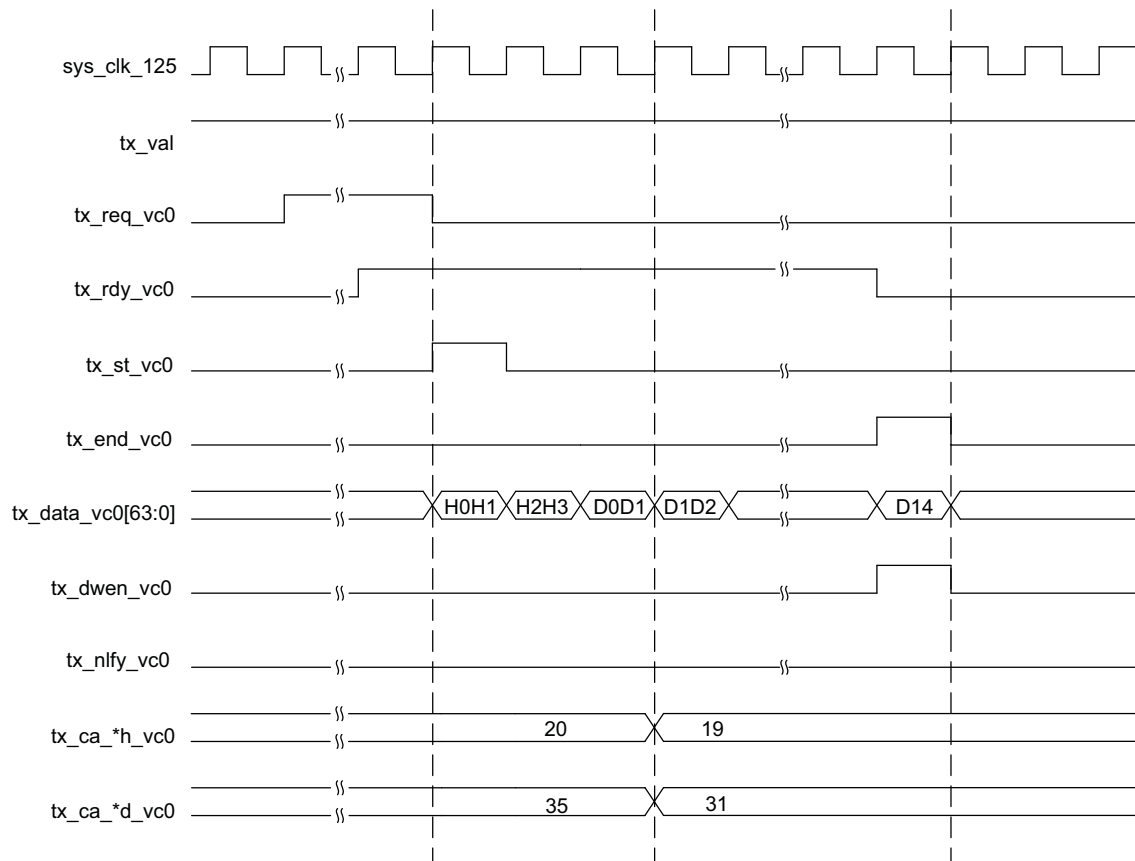 sys_clk_125
tx_val
tx_req_vc0
tx_rdy_vc0
tx_st_vc0
tx_end_vc0
tx_data_vc0[63:0] H0H1 H2H3 D0D1 D1D2 D14
tx_dwen_vc0
tx_nlfy_vc0
tx_ca_*h_vc0 20 19
tx_ca_*d_vc0 35 31